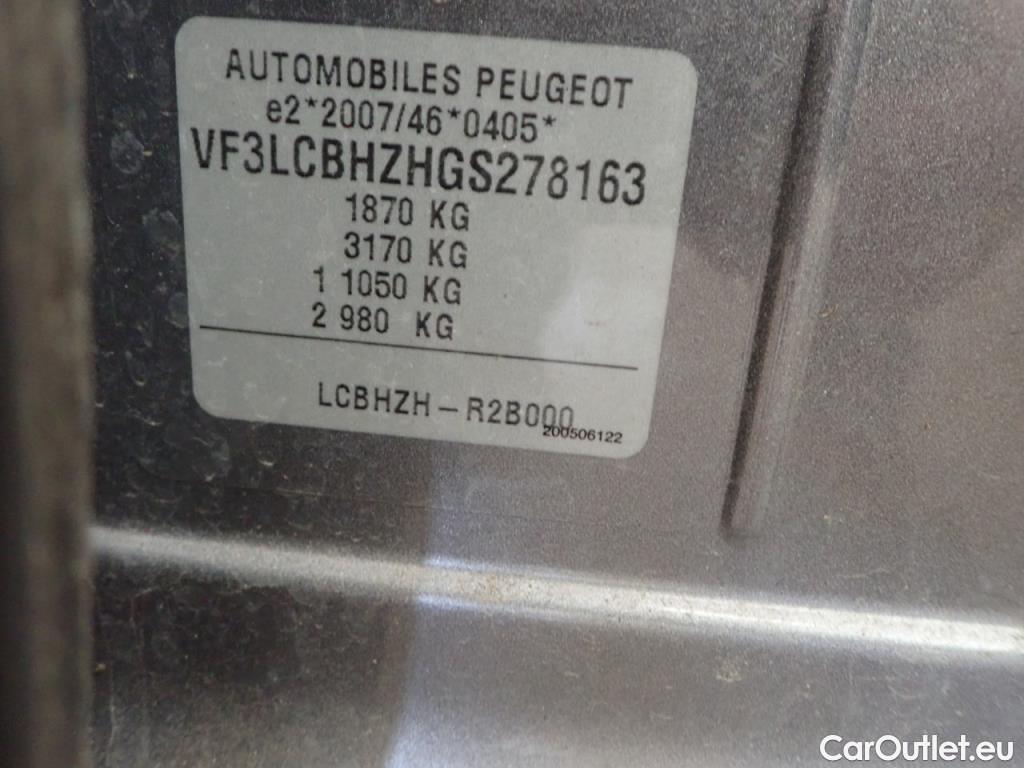 AUTOMOBILES PEUGEOT
e2*2007/46*0405*
VF3LCBHZHGS278163
1870 KG
3170 KG
1 1050 KG
2 980 KG
LCBHZH-R2B000
200506122
CarOutlet.eu